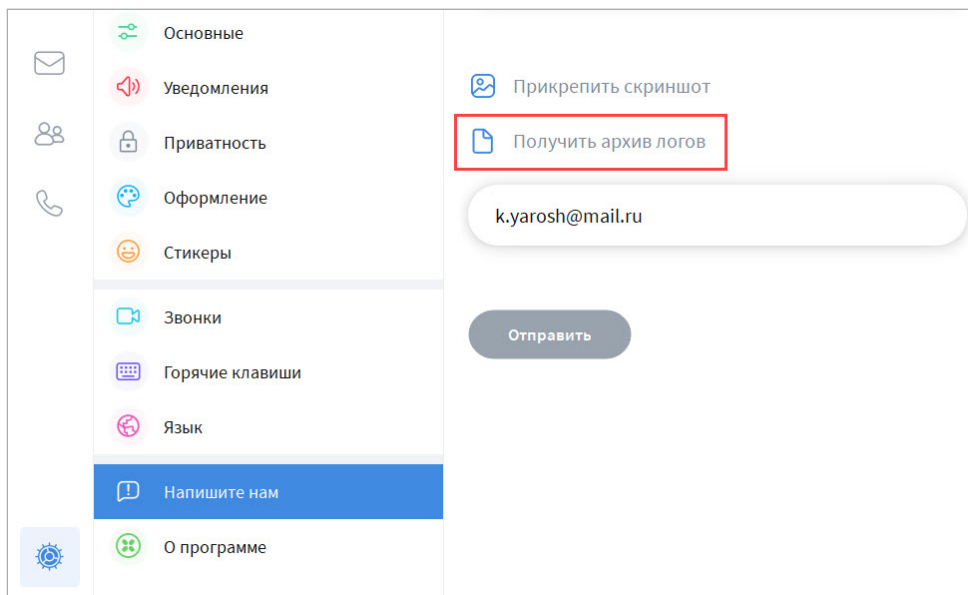 Основные
Уведомления
Приватность
Оформление
Стикеры
Звонки
Горячие клавиши
Язык
Напишите нам
О программе
Прикрепить скриншот
Получить архив логов
k.yarosh@mail.ru
Отправить